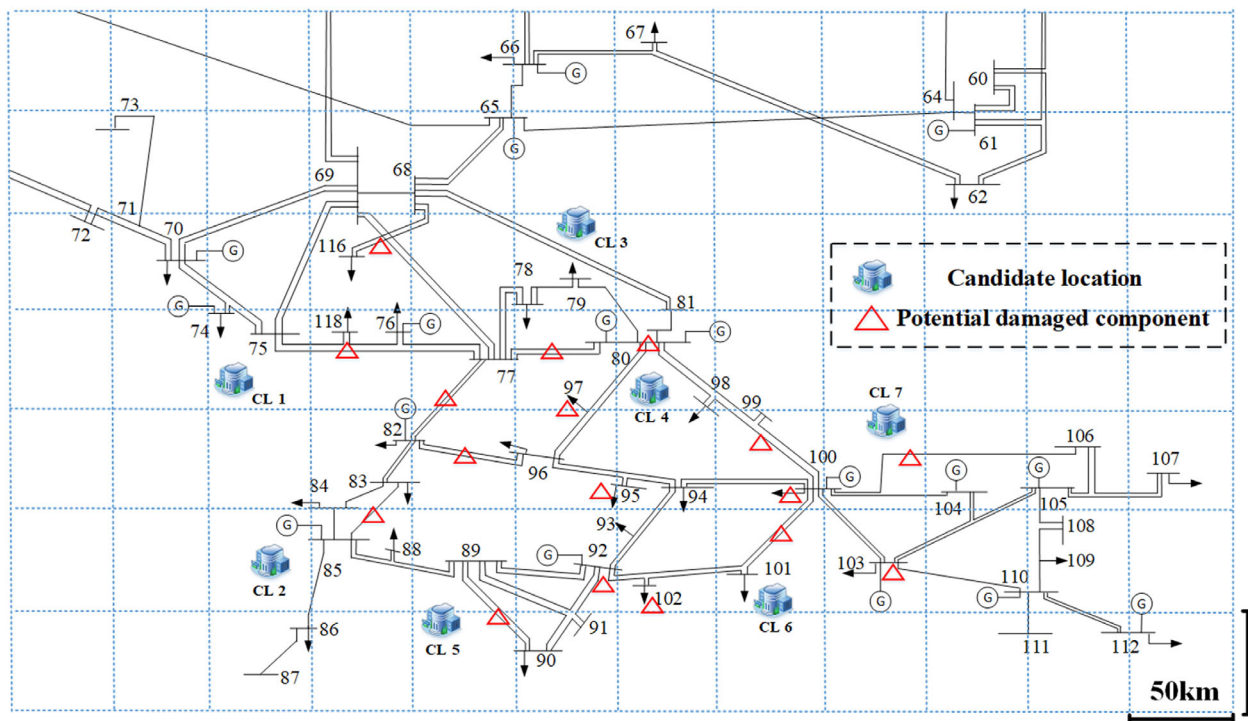 66
67
G
60
64
73
65
G
61
G
69
68
62
71
70
72
G
116
CL 3
78
79
81
Candidate location
Potential damaged component
G
74
75
118
76
G
77
G
80
G
CL 1
97
CL 4
98
99
CL 7
G
82
96
100
G
106
107
83
95
94
G
104
G
105
84
G
93
108
85
88
89
G
92
101
103
109
CL 2
G
110
102
G
G
86
CL 5
91
CL 6
111
112
90
87
50km